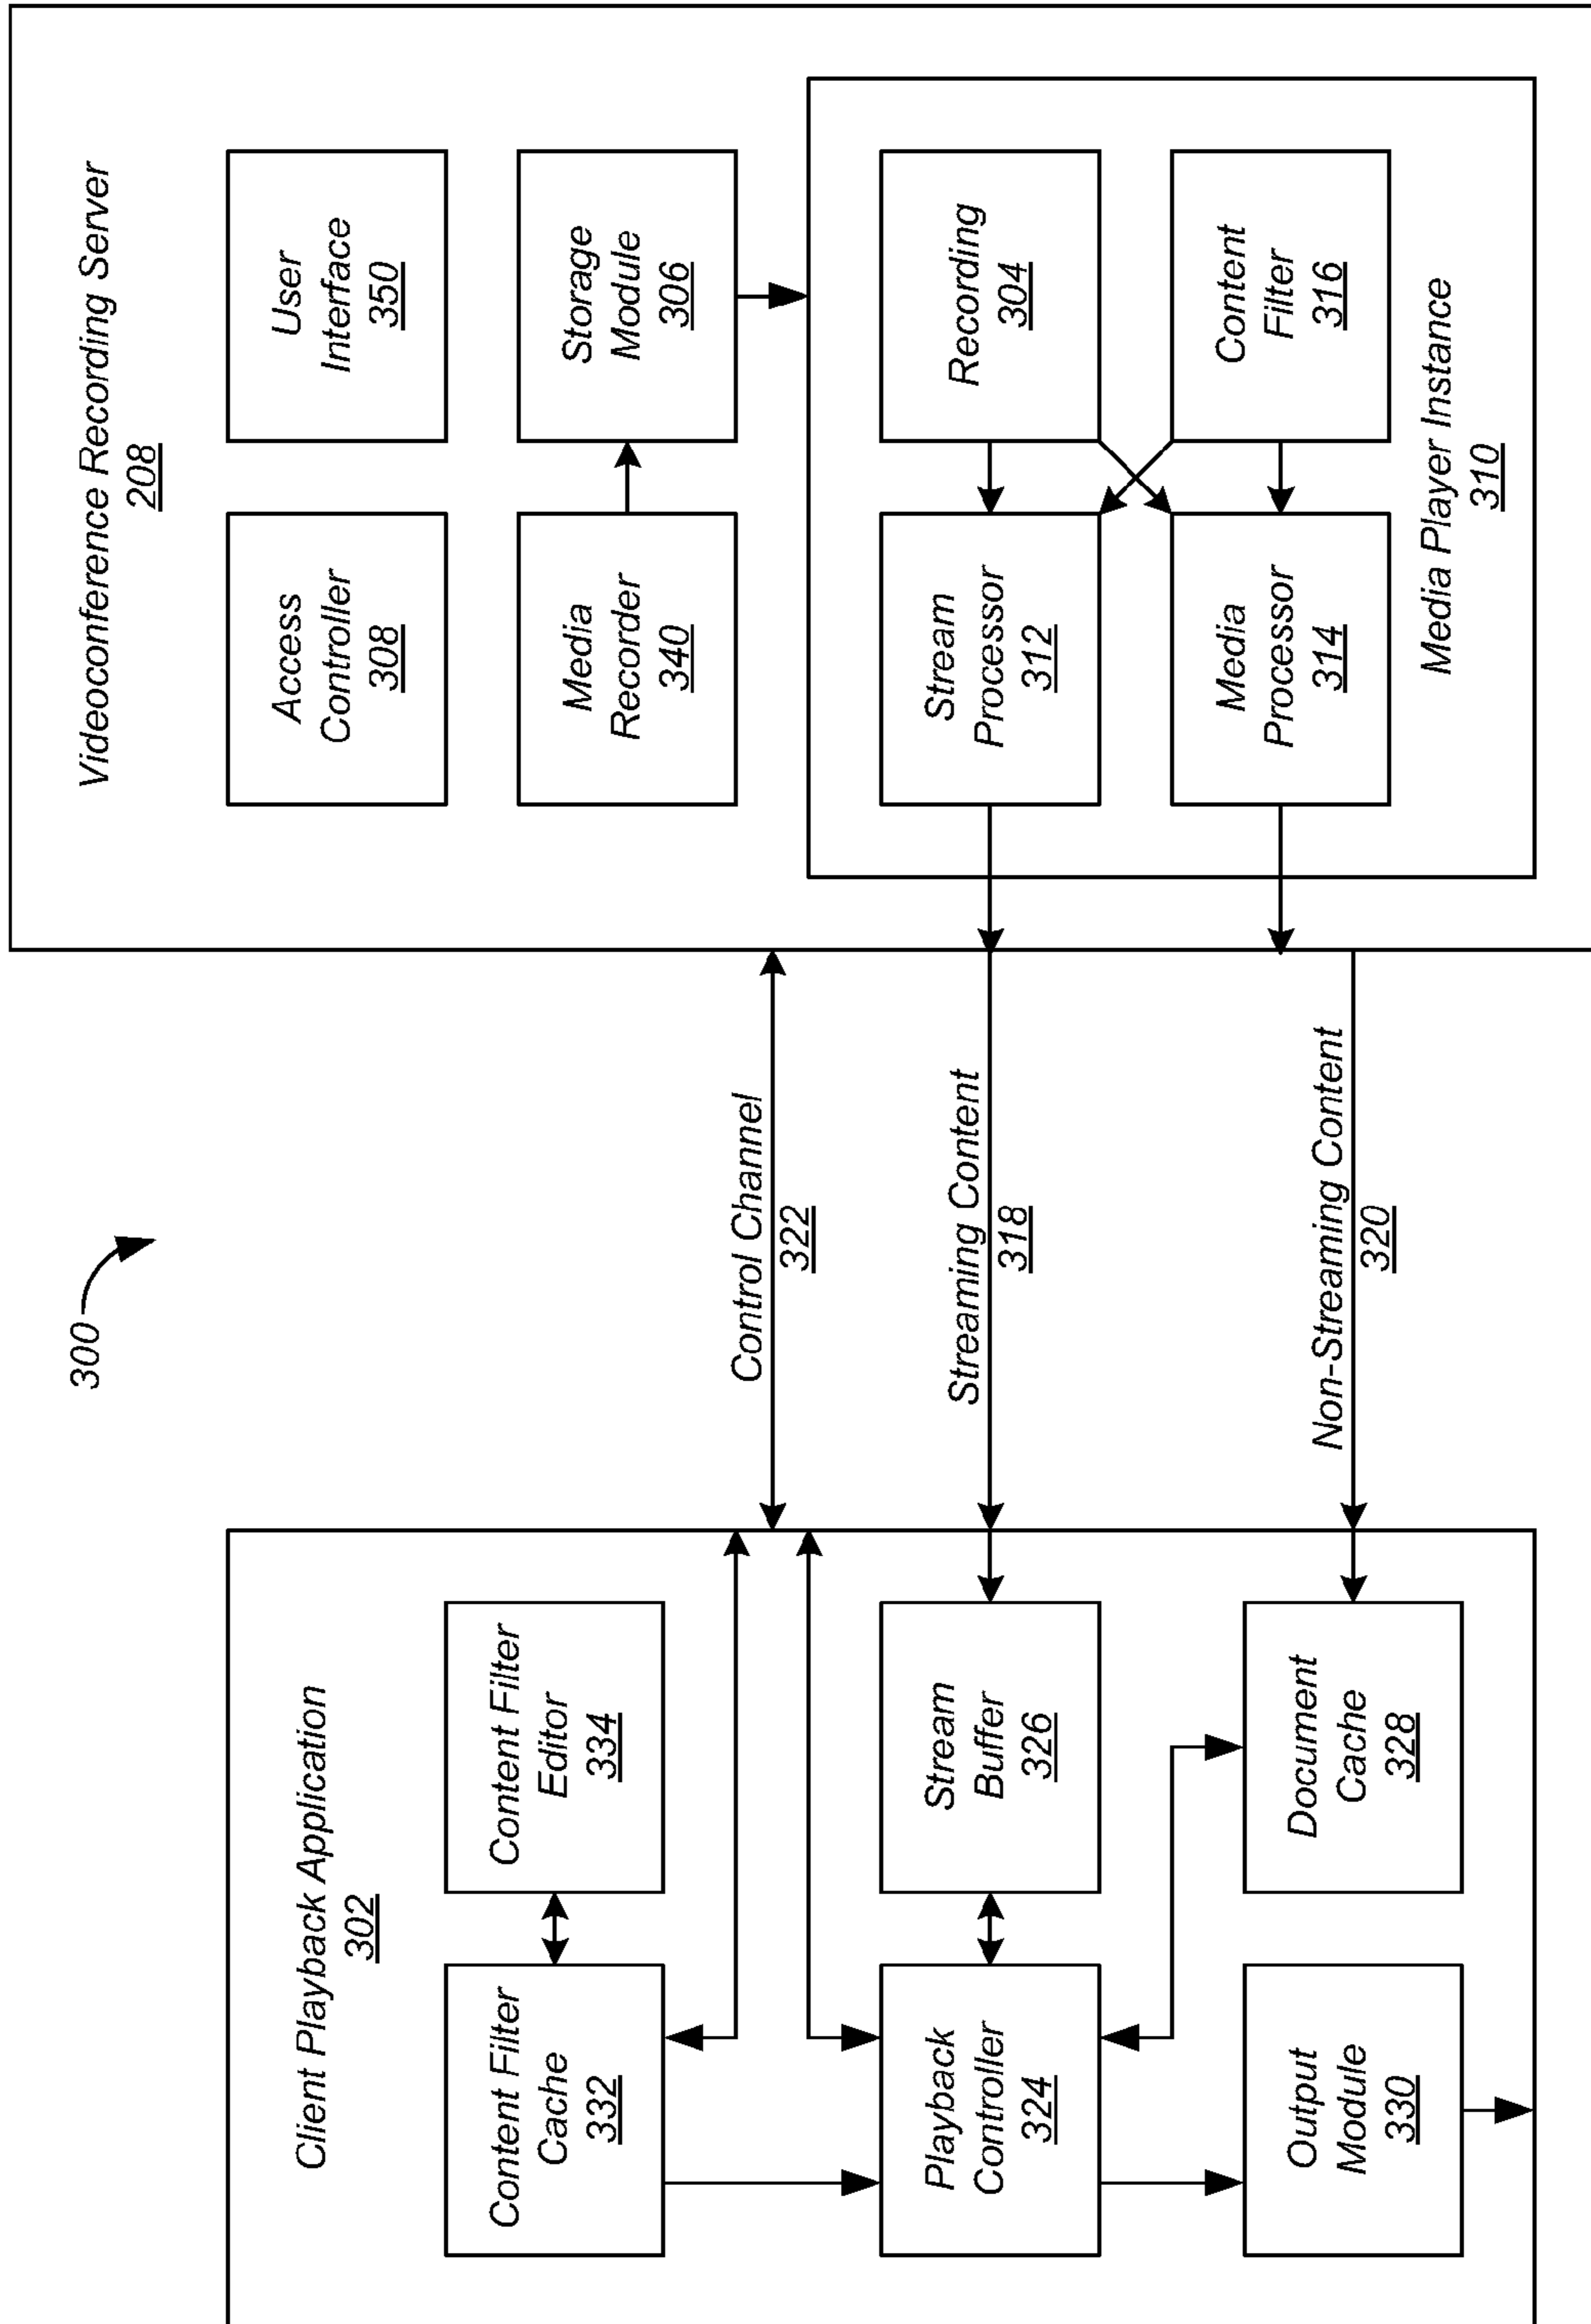 300
Client Playback Application
302
Content Filter
Cache
332
Content Filter
Editor
334
Playback
Controller
324
Stream
Buffer
326
Output
Module
330
Document
Cache
328
Control Channel
322
Streaming Content
318
Non-Streaming Content
320
Videoconference Recording Server
208
Access
Controller
308
User
Interface
350
Media
Recorder
340
Storage
Module
306
Stream
Processor
312
Recording
304
Media
Processor
314
Content
Filter
316
Media Player Instance
310